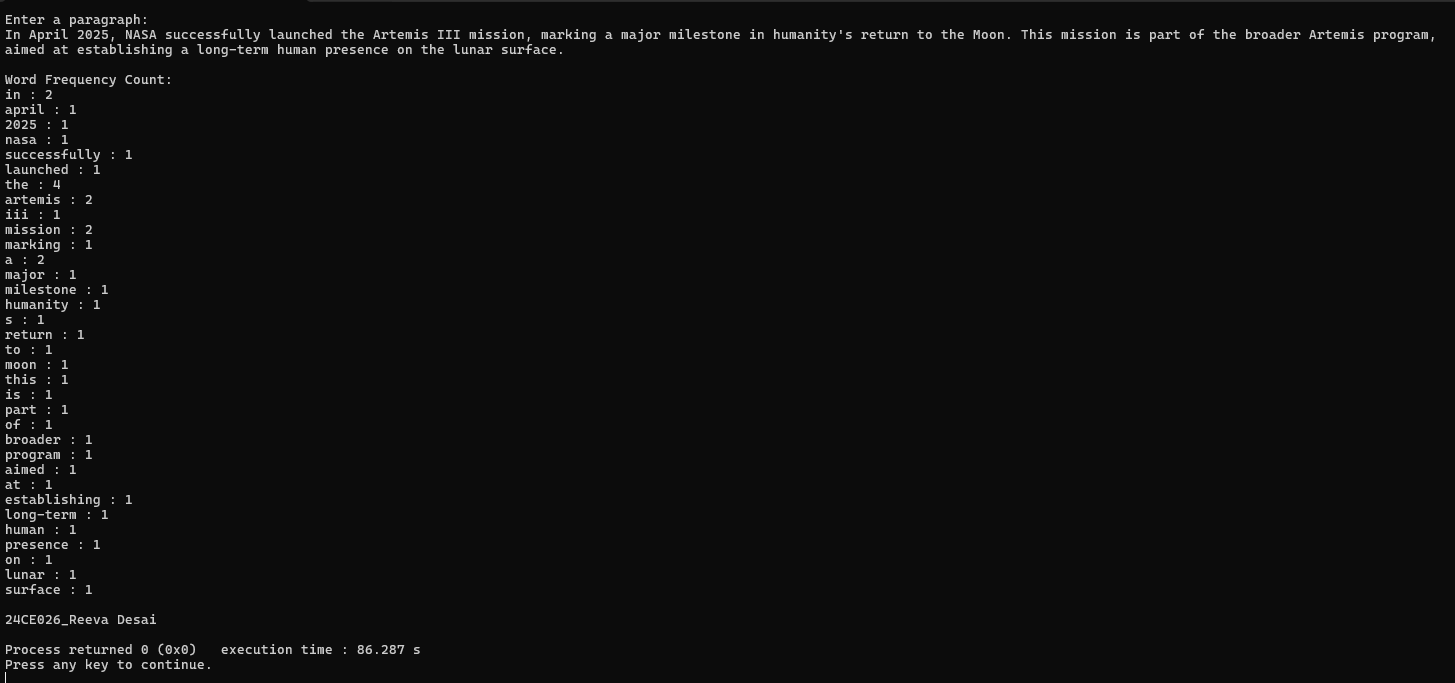 Enter a paragraph:
In April 2025, NASA successfully launched the Artemis III mission, marking a major milestone in humanity's return to the Moon. This mission is part of the broader Artemis program,
aimed at establishing a long-term human presence on the lunar surface.
Word Frequency Count:
in : 2
april : 1
2025 : 1
nasa : 1
successfully : 1
launched : 1
the : 4
artemis : 2
iii : 1
mission : 2
marking : 1
a : 2
major : 1
milestone : 1
humanity : 1
s : 1
return : 1
to : 1
moon : 1
this : 1
is : 1
part : 1
of : 1
broader : 1
program : 1
aimed : 1
at : 1
establishing : 1
long-term : 1
human : 1
presence : 1
on : 1
lunar : 1
surface : 1
24CE026_Reeva Desai
Process returned 0 (0x0)   execution time : 86.287 s
Press any key to continue.